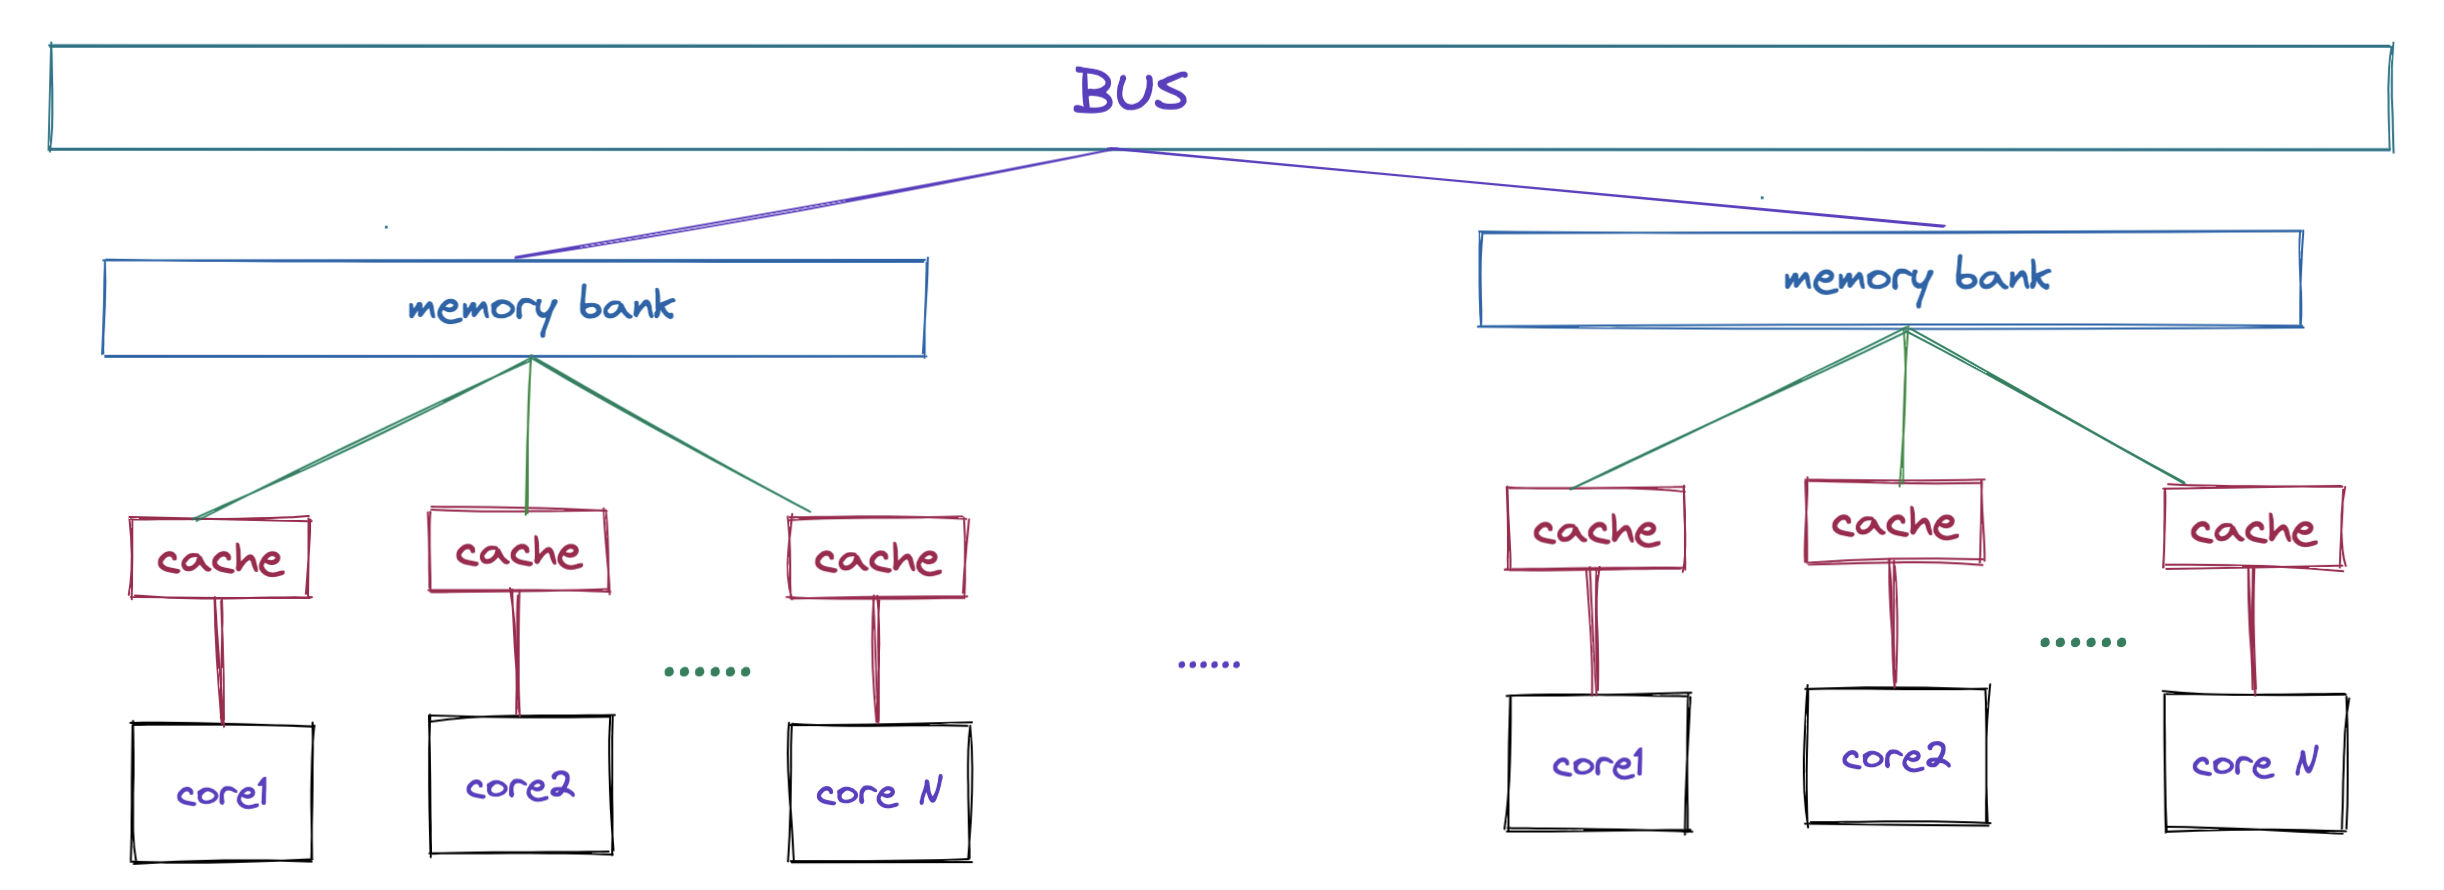 BUS
memory bank
memory bank
cache
cache
cache
cache
cache
cache
......
......
......
core1
core2
core N
core1
core2
core N